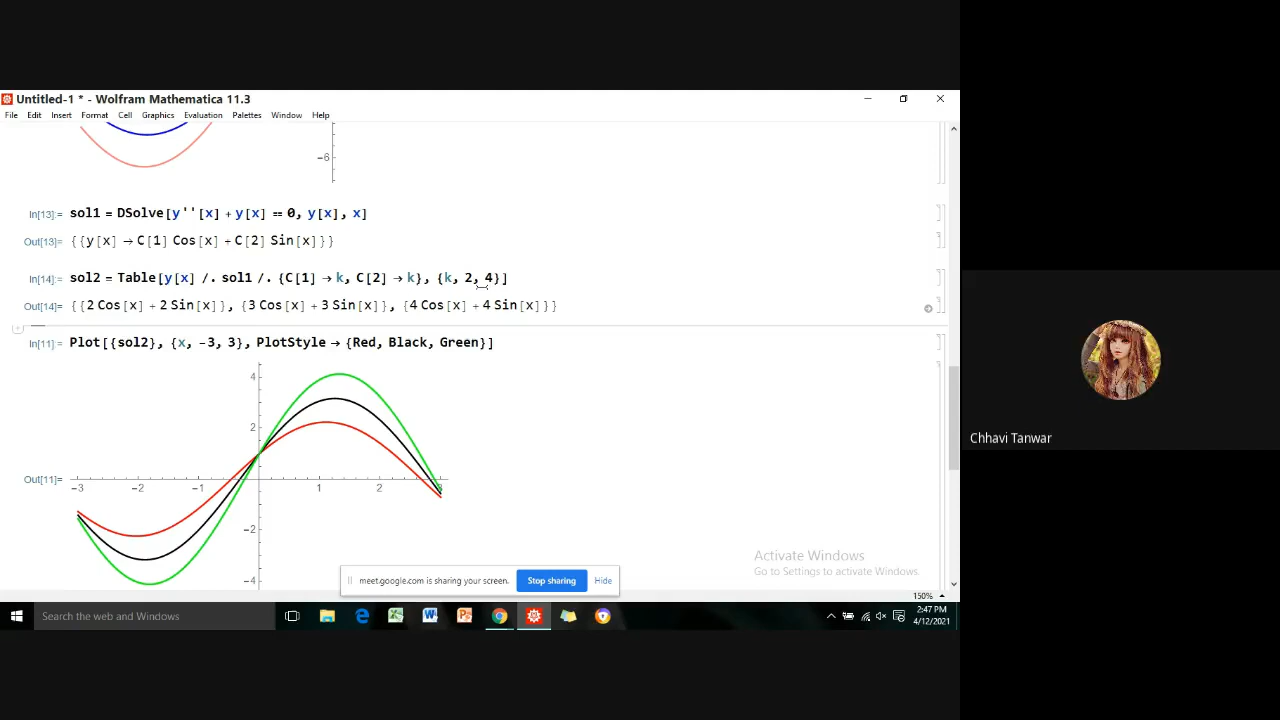 Untitled-1 * - Wolfram Mathematica 11.3
File Edit Insert Format Cell Graphics Evaluation Palettes Window Help
-6
In[13]:= sol1 = DSolve[y''[x] + y[x] == 0, y[x], x]
Out[13]= {{y[x] → C[1] Cos[x] + C[2] Sin[x]}}
In[14]:= sol2 = Table[y[x] /. sol1 /. {C[1] → k, C[2] → k}, {k, 2, 4}]
Out[14]= {{2 Cos[x] + 2 Sin[x]}, {3 Cos[x] + 3 Sin[x]}, {4 Cos[x] + 4 Sin[x]}}
In[11]:= Plot[{sol2}, {x, -3, 3}, PlotStyle → {Red, Black, Green}]
4
2
Out[11]=
-3 -2 -1 1 2 3
-2
-4
Chhavi Tanwar
Activate Windows
Go to Settings to activate Windows.
meet.google.com is sharing your screen. Stop sharing Hide
150%
Search the web and Windows
2:47 PM
4/12/2021